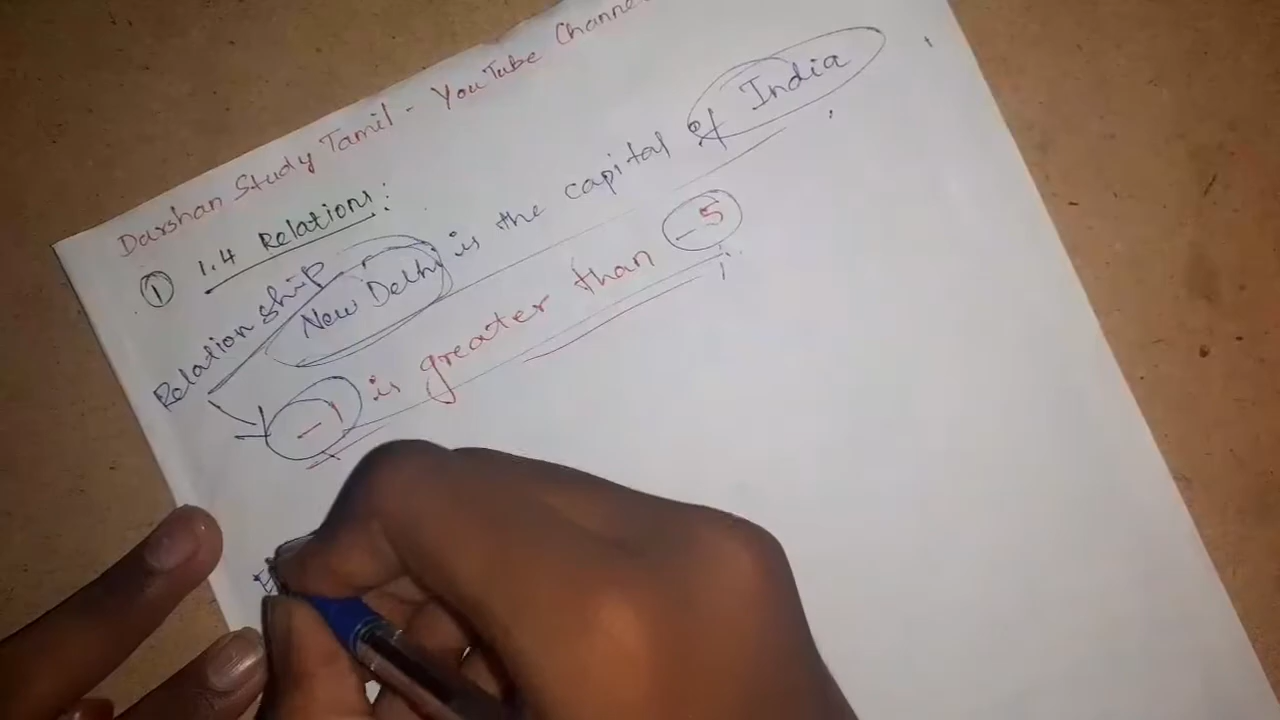 Darshan Study Tamil - YouTube Channel
① 1.4 Relations:
Relationship
New Delhi is the capital of India
-1 is greater than -5